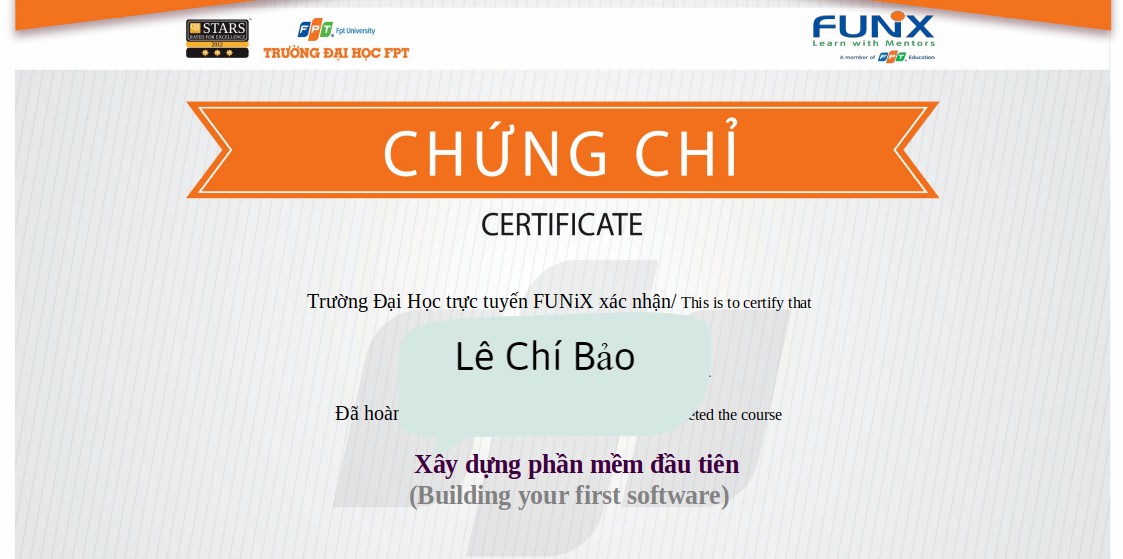 STARS
RATED FOR EXCELLENCE
2012
FPT. Fpt University
TRƯỜNG ĐẠI HỌC FPT
FUNiX
Learn with Mentors
A member of FPT. Education
CHỨNG CHỈ
CERTIFICATE
Trường Đại Học trực tuyến FUNiX xác nhận/ This is to certify that
Lê Chí Bảo
Đã hoàn
the course
Xây dựng phần mềm đầu tiên
(Building your first software)